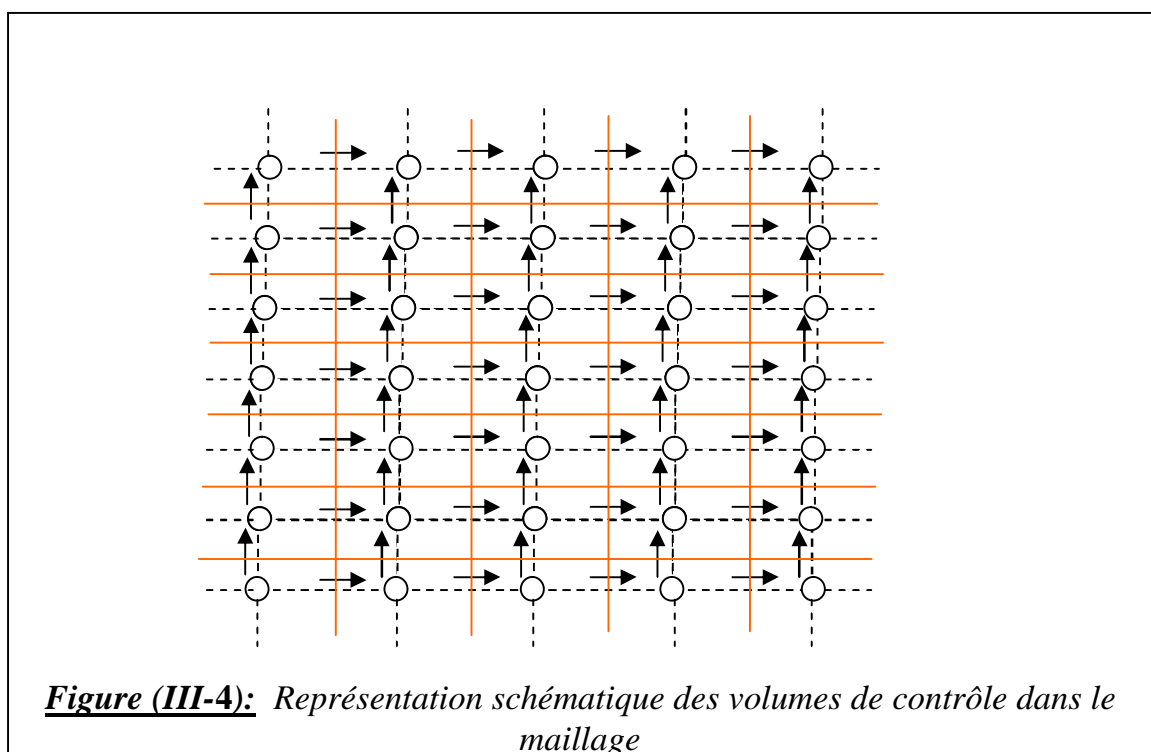 Figure (III-4): Représentation schématique des volumes de contrôle dans le
maillage